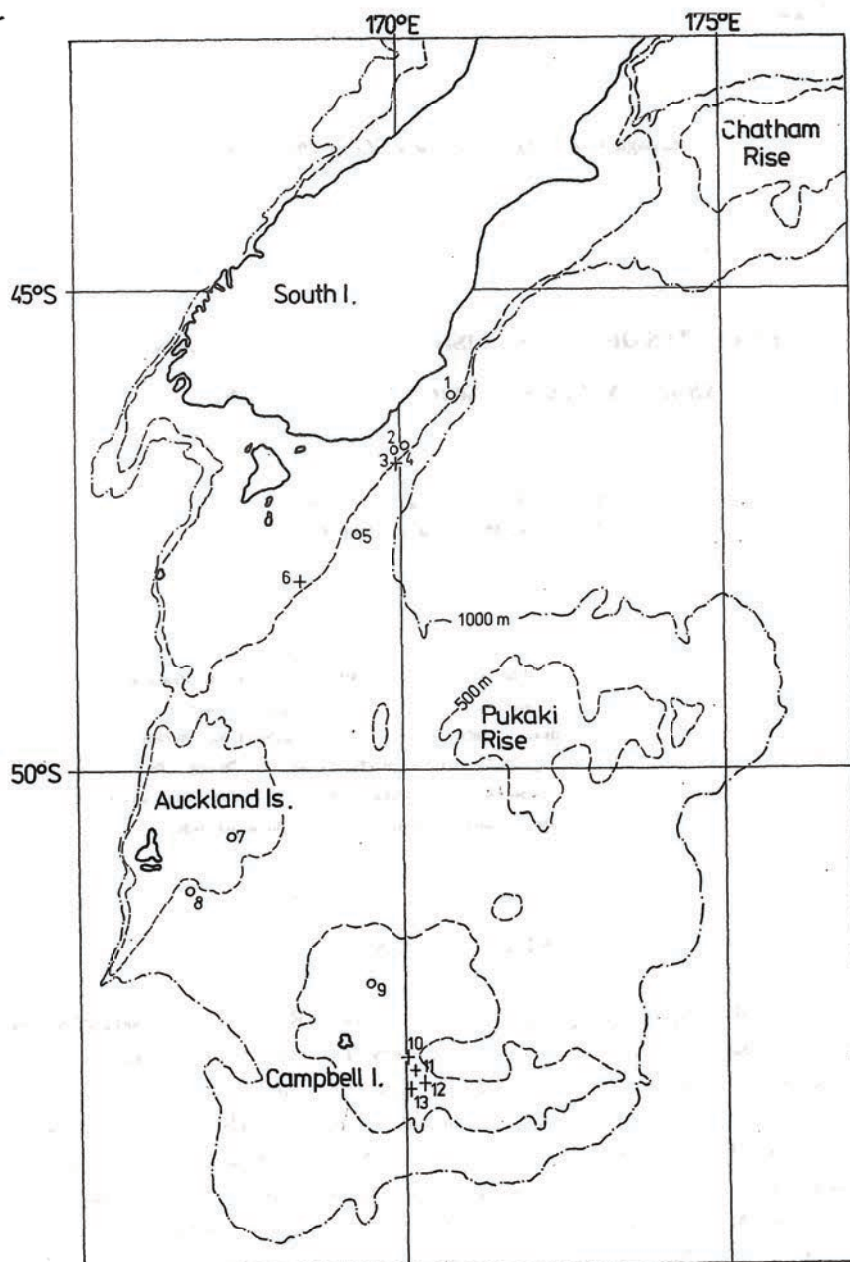 170°E
175°E
Chatham
Rise
45°S
South I.
1
2
3
4
5
6
1000 m
500m
Pukaki
Rise
50°S
Auckland Is.
7
8
9
10
11
Campbell I.
12
13